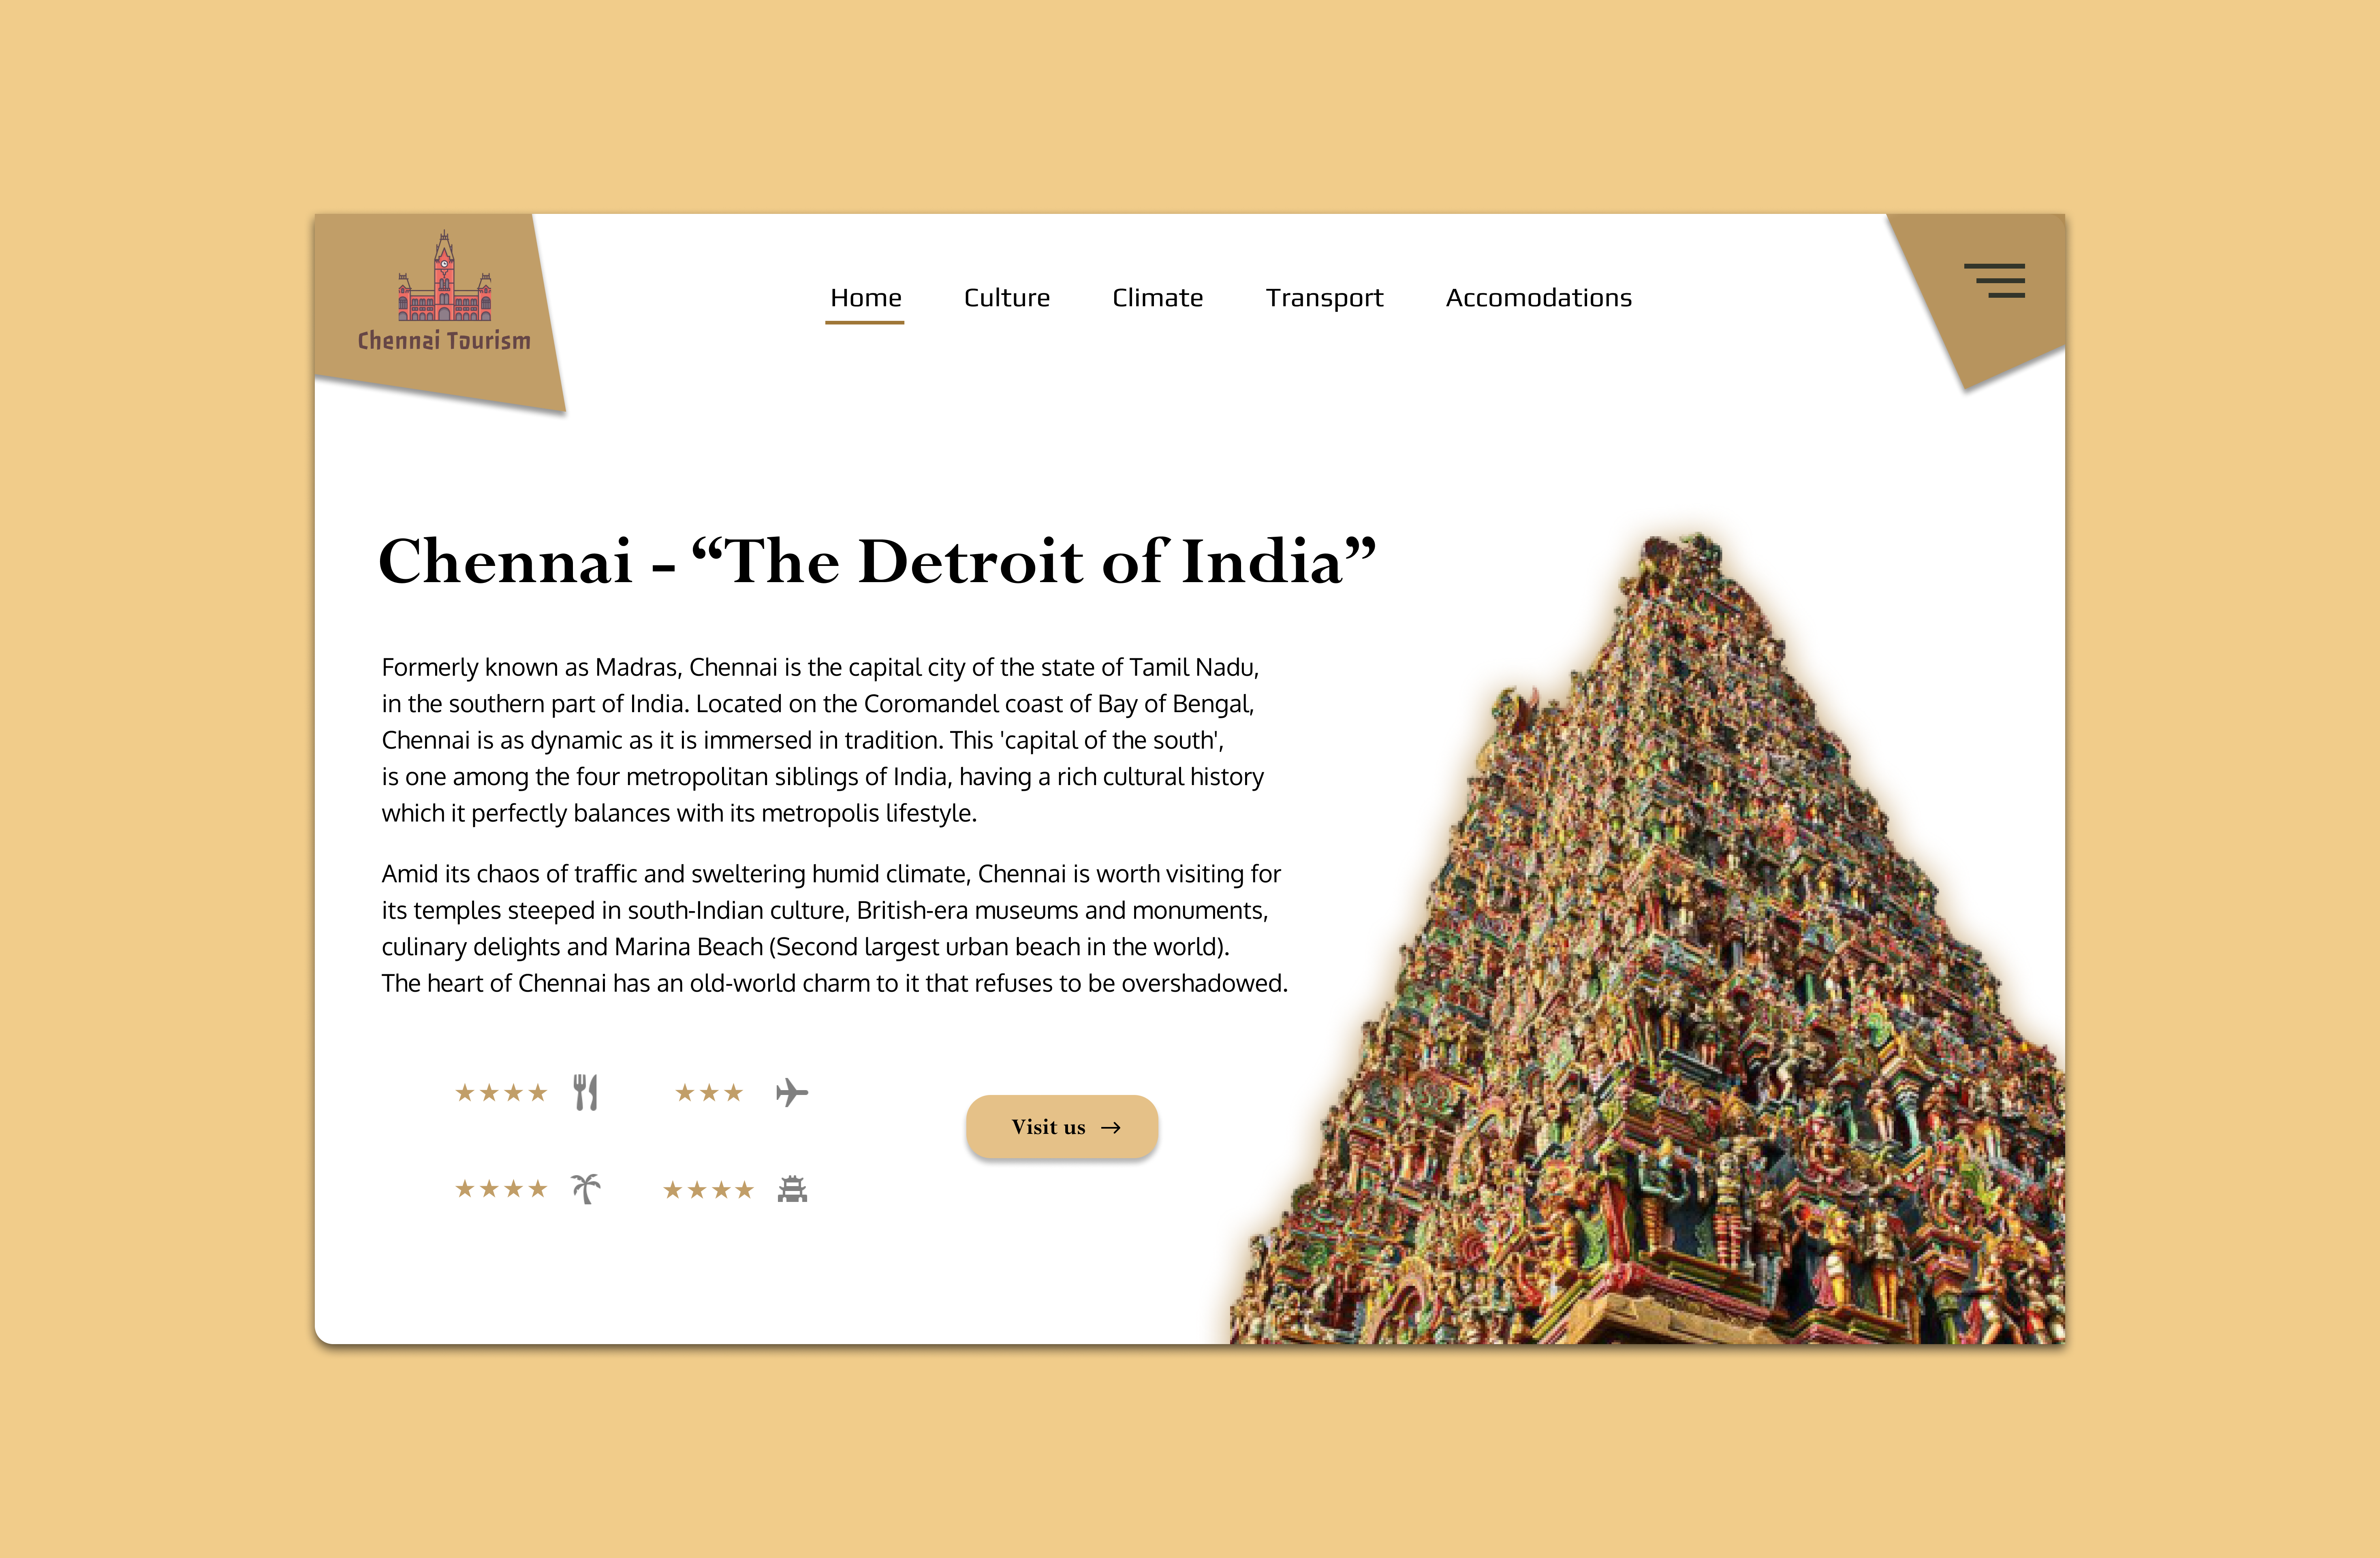 Chennai Tourism
Home
Culture
Climate
Transport
Accomodations
Chennai - “The Detroit of India”
Formerly known as Madras, Chennai is the capital city of the state of Tamil Nadu,
in the southern part of India. Located on the Coromandel coast of Bay of Bengal,
Chennai is as dynamic as it is immersed in tradition. This 'capital of the south',
is one among the four metropolitan siblings of India, having a rich cultural history
which it perfectly balances with its metropolis lifestyle.
Amid its chaos of traffic and sweltering humid climate, Chennai is worth visiting for
its temples steeped in south-Indian culture, British-era museums and monuments,
culinary delights and Marina Beach (Second largest urban beach in the world).
The heart of Chennai has an old-world charm to it that refuses to be overshadowed.
Visit us